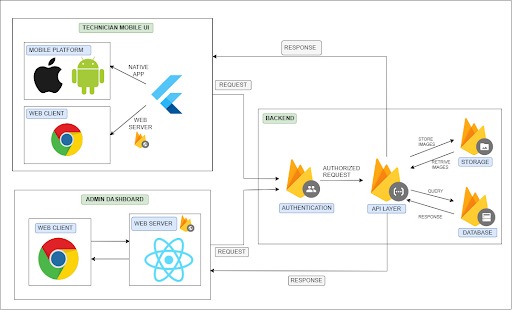 TECHNICIAN MOBILE UI
MOBILE PLATFORM
NATIVE
APP
WEB CLIENT
WEB
SERVER
RESPONSE
REQUEST
BACKEND
AUTHENTICATION
AUTHORIZED
REQUEST
API LAYER
STORE
IMAGES
RETRIVE
IMAGES
STORAGE
QUERY
RESPONSE
DATABASE
ADMIN DASHBOARD
WEB CLIENT
WEB SERVER
REQUEST
RESPONSE